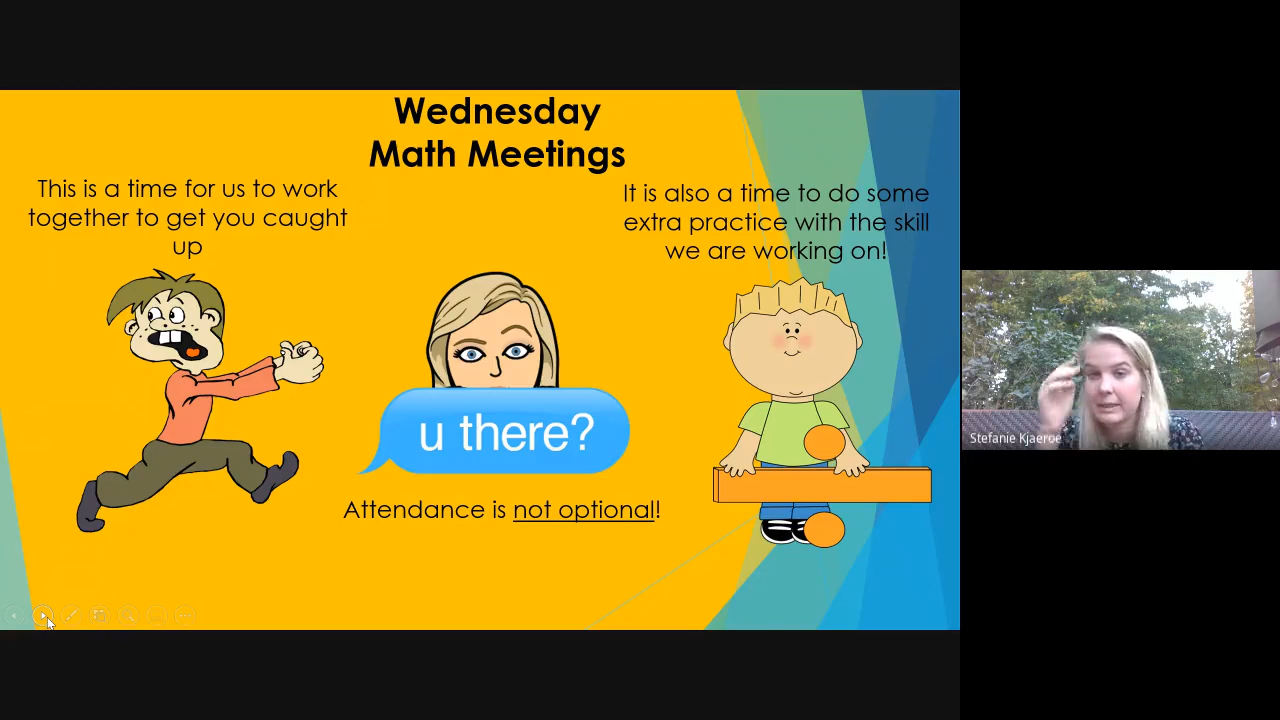 Wednesday
Math Meetings
This is a time for us to work
together to get you caught
up
It is also a time to do some
extra practice with the skill
we are working on!
u there?
Attendance is not optional!
Stefanie Kjaeroe